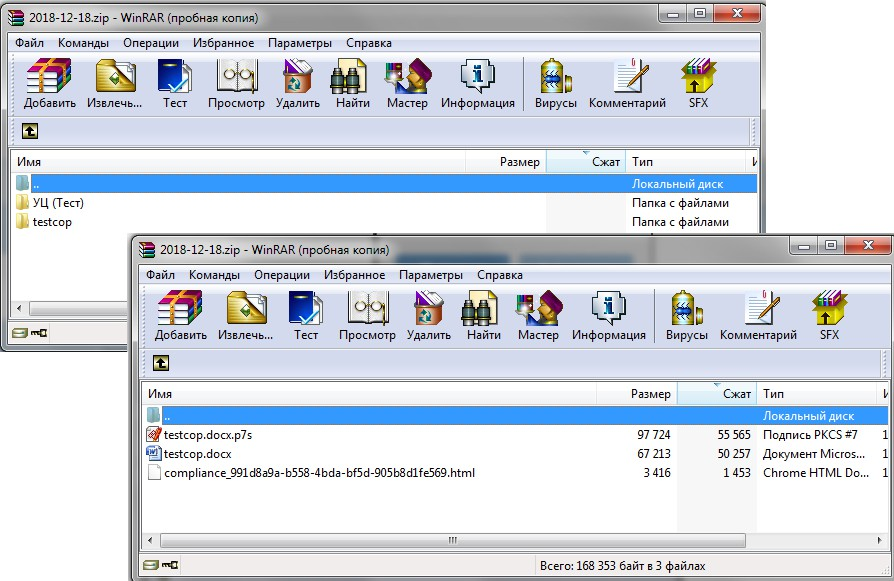 2018-12-18.zip - WinRAR (пробная копия)
Файл Команды Операции Избранное Параметры Справка
Добавить Извлечь... Тест Просмотр Удалить Найти Мастер Информация Вирусы Комментарий SFX
Имя Размер Сжат Тип И
.. Локальный диск
УЦ (Тест) Папка с файлами
testcop Папка с файлами
2018-12-18.zip - WinRAR (пробная копия)
Файл Команды Операции Избранное Параметры Справка
Добавить Извлечь... Тест Просмотр Удалить Найти Мастер Информация Вирусы Комментарий SFX
Имя Размер Сжат Тип И
.. Локальный диск
testcop.docx.p7s 97 724 55 565 Подпись PKCS #7 1
testcop.docx 67 213 50 257 Документ Micros... 1
compliance_991d8a9a-b558-4bda-bf5d-905b8d1fe569.html 3 416 1 453 Chrome HTML Do... 1
Всего: 168 353 байт в 3 файлах